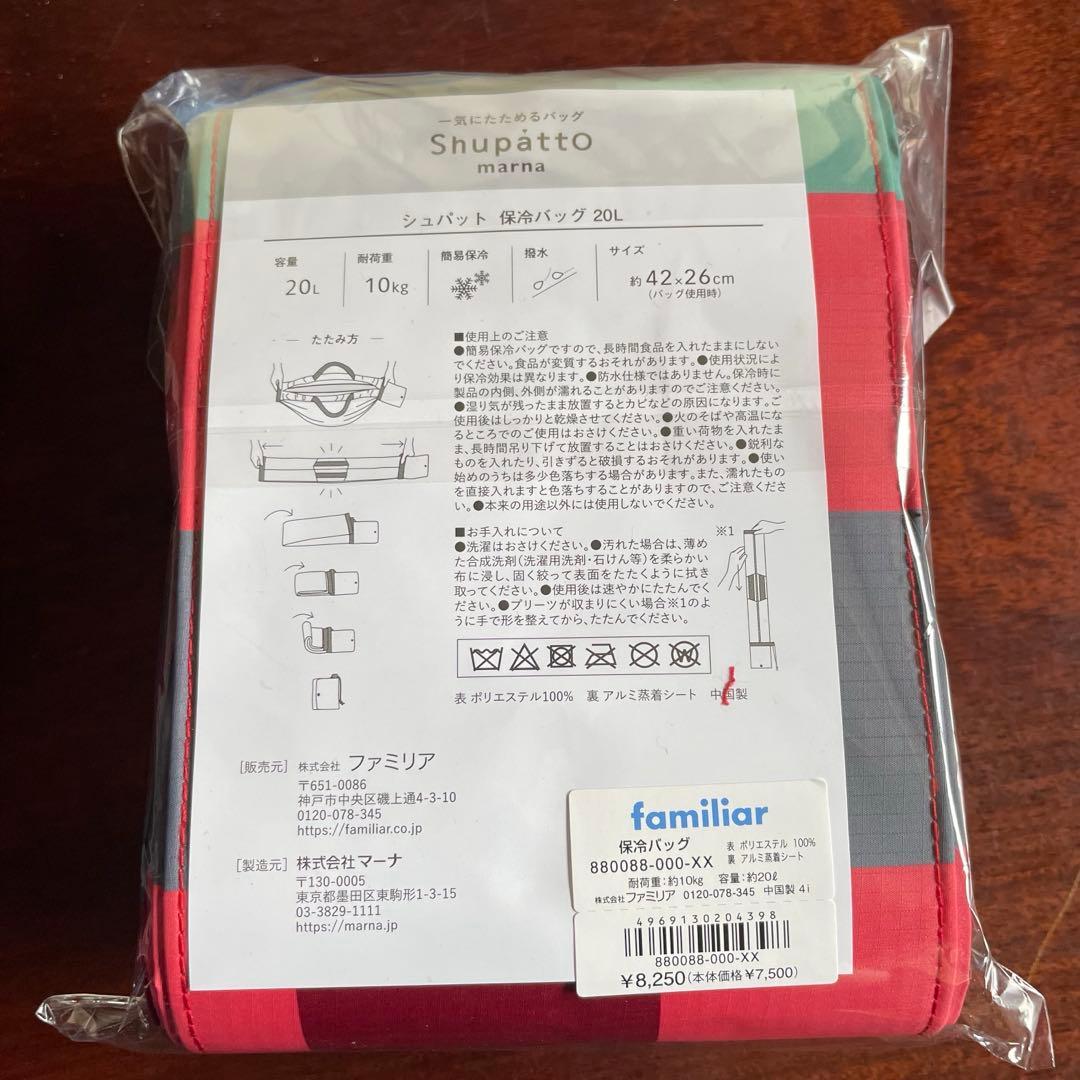 一気にたためるバッグ
Shupatto
marna
シュパット 保冷バッグ 20L
容量
20L
耐荷重
10kg
簡易保冷
撥水
サイズ
約 42×26cm
(バッグ使用時)
たたみ方
■使用上のご注意
●簡易保冷バッグですので、長時間食品を入れたままにしない
でください。食品が変質するおそれがあります。●使用状況によ
り保冷効果は異なります。●防水仕様ではありません。保冷時に
製品の内側、外側が濡れることがありますのでご注意ください。
●湿り気が残ったまま放置するとカビなどの原因になります。ご
使用後はしっかりと乾燥させてください。●火のそばや高温にな
るところでのご使用はおさけください。●重い荷物を入れたま
ま、長時間吊り下げて放置することはおさけください。●鋭利な
ものを入れたり、引きずると破損するおそれがあります。●使い
始めのうちは多少色落ちする場合があります。また、濡れたもの
を直接入れますと色落ちすることがありますので、ご注意くださ
い。●本来の用途以外には使用しないでください。
■お手入れについて
●洗濯はおさけください。●汚れた場合は、薄め
た合成洗剤(洗濯用洗剤・石けん等)を柔らかい
布に浸し、固く絞って表面をたたくように拭き
取ってください。●使用後は速やかにたたんでく
ださい。●プリーツが収まりにくい場合※1のよ
うに手で形を整えてから、たたんでください。
※1
W
表 ポリエステル100% 裏 アルミ蒸着シート 中国製
[販売元] 株式会社 ファミリア
〒651-0086
神戸市中央区磯上通4-3-10
0120-078-345
https://familiar.co.jp
[製造元] 株式会社マーナ
〒130-0005
東京都墨田区東駒形1-3-15
03-3829-1111
https://marna.jp
familiar
保冷バッグ
880088-000-XX
表 ポリエステル 100%
裏 アルミ蒸着シート
耐荷重:約10kg 容量:約20ℓ
株式会社ファミリア 0120-078-345 中国製 4i
4969130204398
880088-000-XX
¥8,250(本体価格¥7,500)